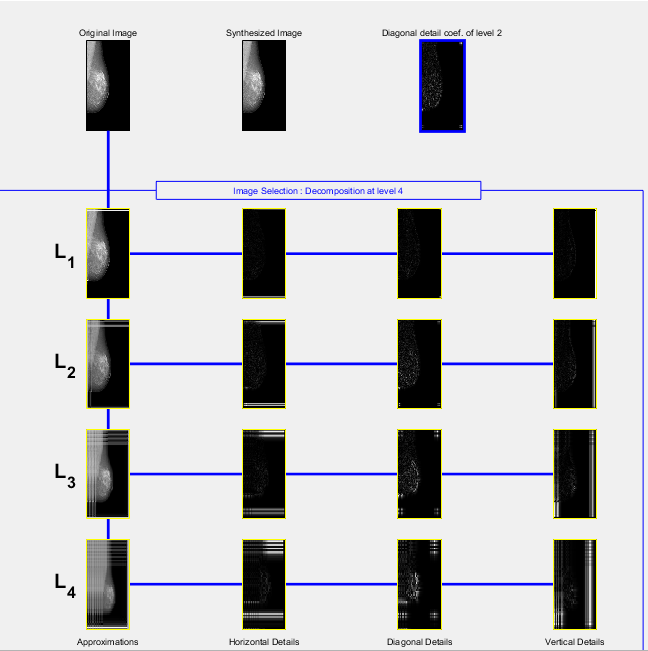 Original Image
Synthesized Image
Diagonal detail coef. of level 2
Image Selection : Decomposition at level 4
L1
L2
L3
L4
Approximations
Horizontal Details
Diagonal Details
Vertical Details